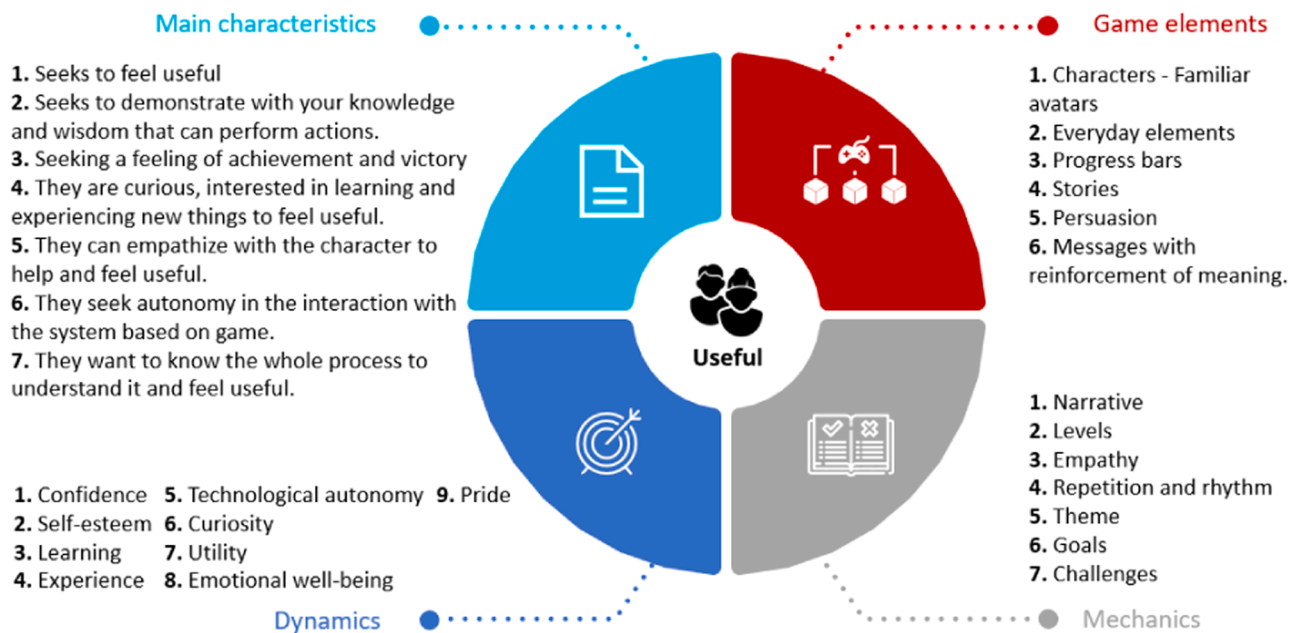 Main characteristics
1. Seeks to feel useful
2. Seeks to demonstrate with your knowledge
and wisdom that can perform actions.
3. Seeking a feeling of achievement and victory
4. They are curious, interested in learning and
experiencing new things to feel useful.
5. They can empathize with the character to
help and feel useful.
6. They seek autonomy in the interaction with
the system based on game.
7. They want to know the whole process to
understand it and feel useful.
Game elements
1. Characters - Familiar
avatars
2. Everyday elements
3. Progress bars
4. Stories
5. Persuasion
6. Messages with
reinforcement of meaning.
Useful
1. Confidence 5. Technological autonomy 9. Pride
2. Self-esteem 6. Curiosity
3. Learning 7. Utility
4. Experience 8. Emotional well-being
Dynamics
1. Narrative
2. Levels
3. Empathy
4. Repetition and rhythm
5. Theme
6. Goals
7. Challenges
Mechanics